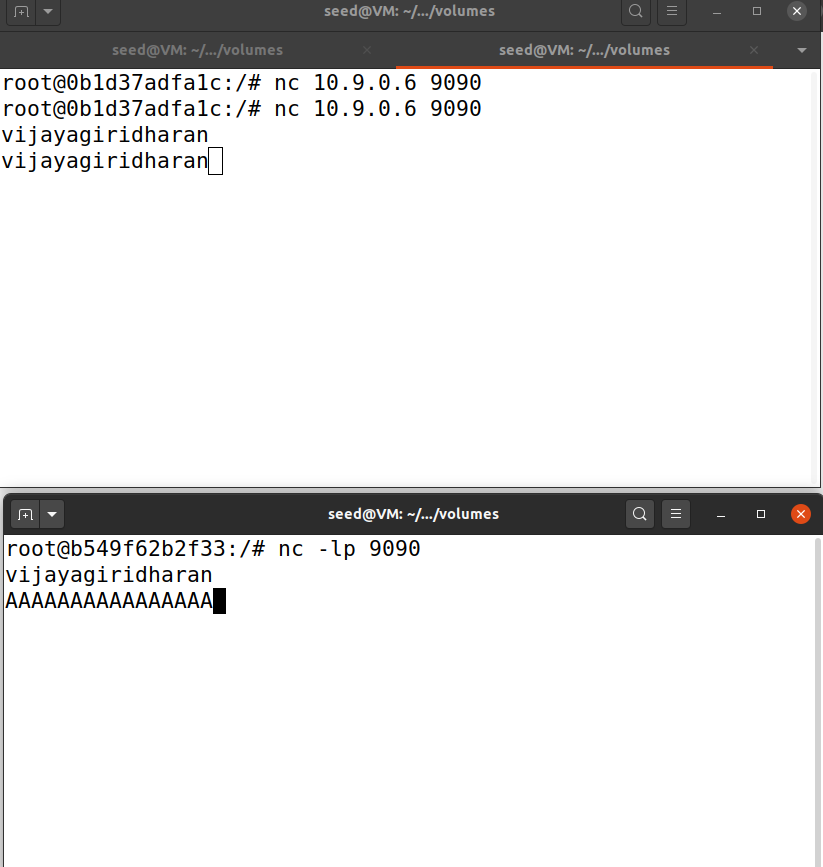 seed@VM: ~/.../volumes
seed@VM: ~/.../volumes
seed@VM: ~/.../volumes
root@0b1d37adfa1c:/# nc 10.9.0.6 9090
root@0b1d37adfa1c:/# nc 10.9.0.6 9090
vijayagiridharan
vijayagiridharan
seed@VM: ~/.../volumes
root@b549f62b2f33:/# nc -lp 9090
vijayagiridharan
AAAAAAAAAAAAAAAA